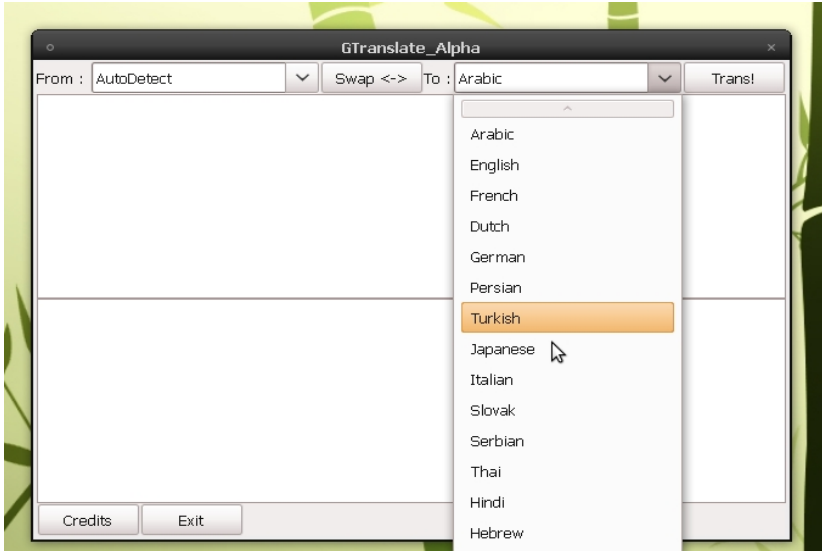 GTranslate_Alpha
From : AutoDetect Swap <-> To : Arabic Trans!
Arabic
English
French
Dutch
German
Persian
Turkish
Japanese
Italian
Slovak
Serbian
Thai
Hindi
Hebrew
Credits Exit